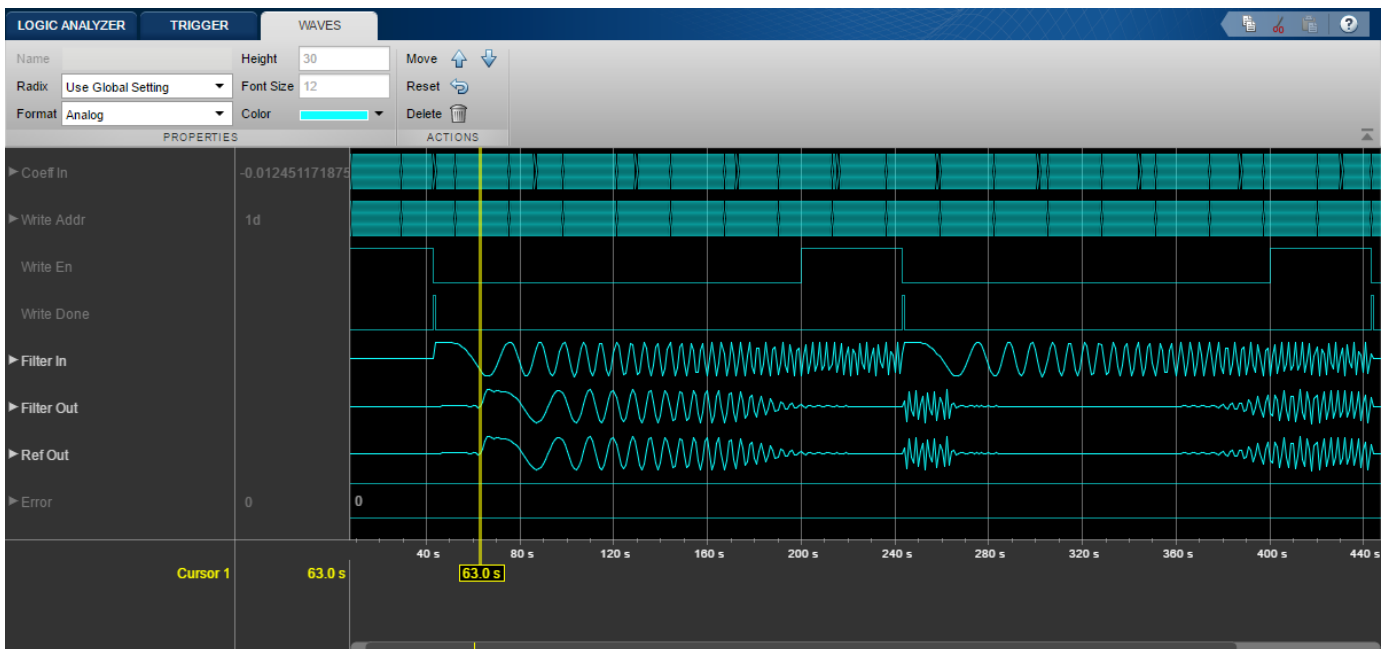 LOGIC ANALYZER TRIGGER WAVES ?
Name Height 30 Move
Radix Use Global Setting Font Size 12 Reset
Format Analog Color Delete
PROPERTIES ACTIONS
Coeff In -0.012451171875
Write Addr 1d
Write En
Write Done
Filter In
Filter Out
Ref Out
Error 0 0
40 s 80 s 120 s 160 s 200 s 240 s 280 s 320 s 360 s 400 s 440 s
Cursor 1 63.0 s 63.0 s